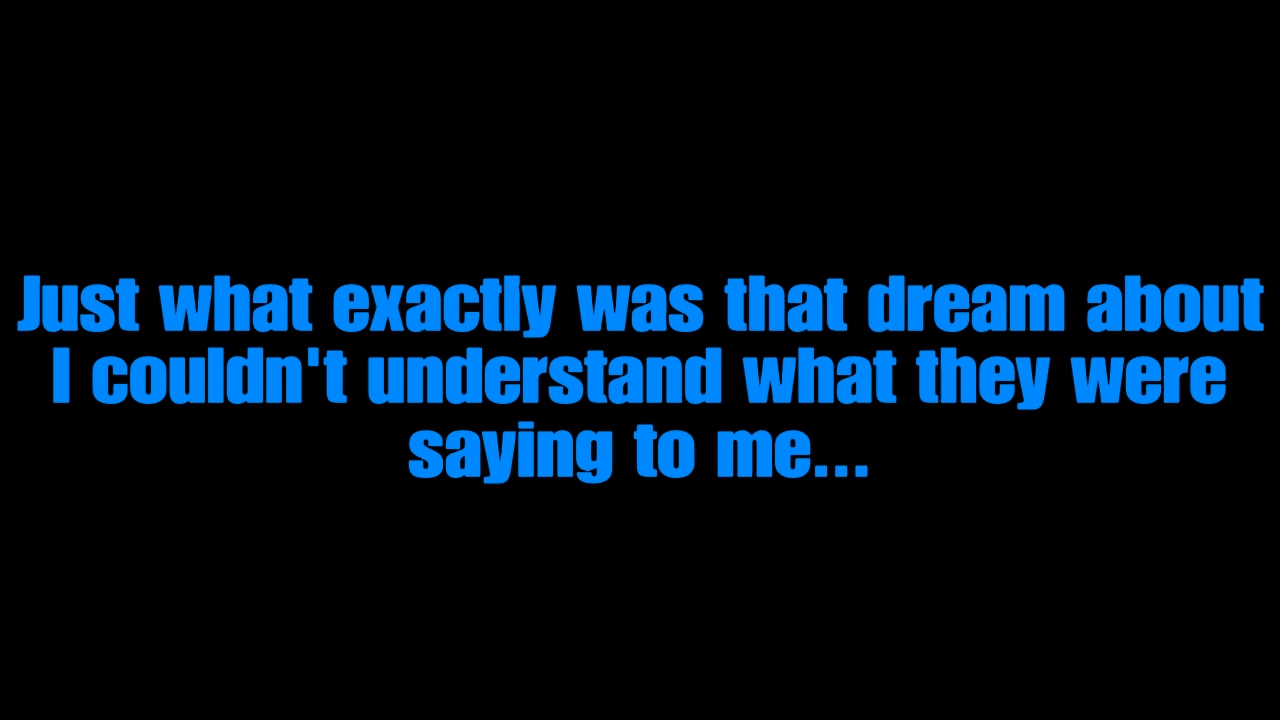 Just what exactly was that dream about
I couldn't understand what they were
saying to me...